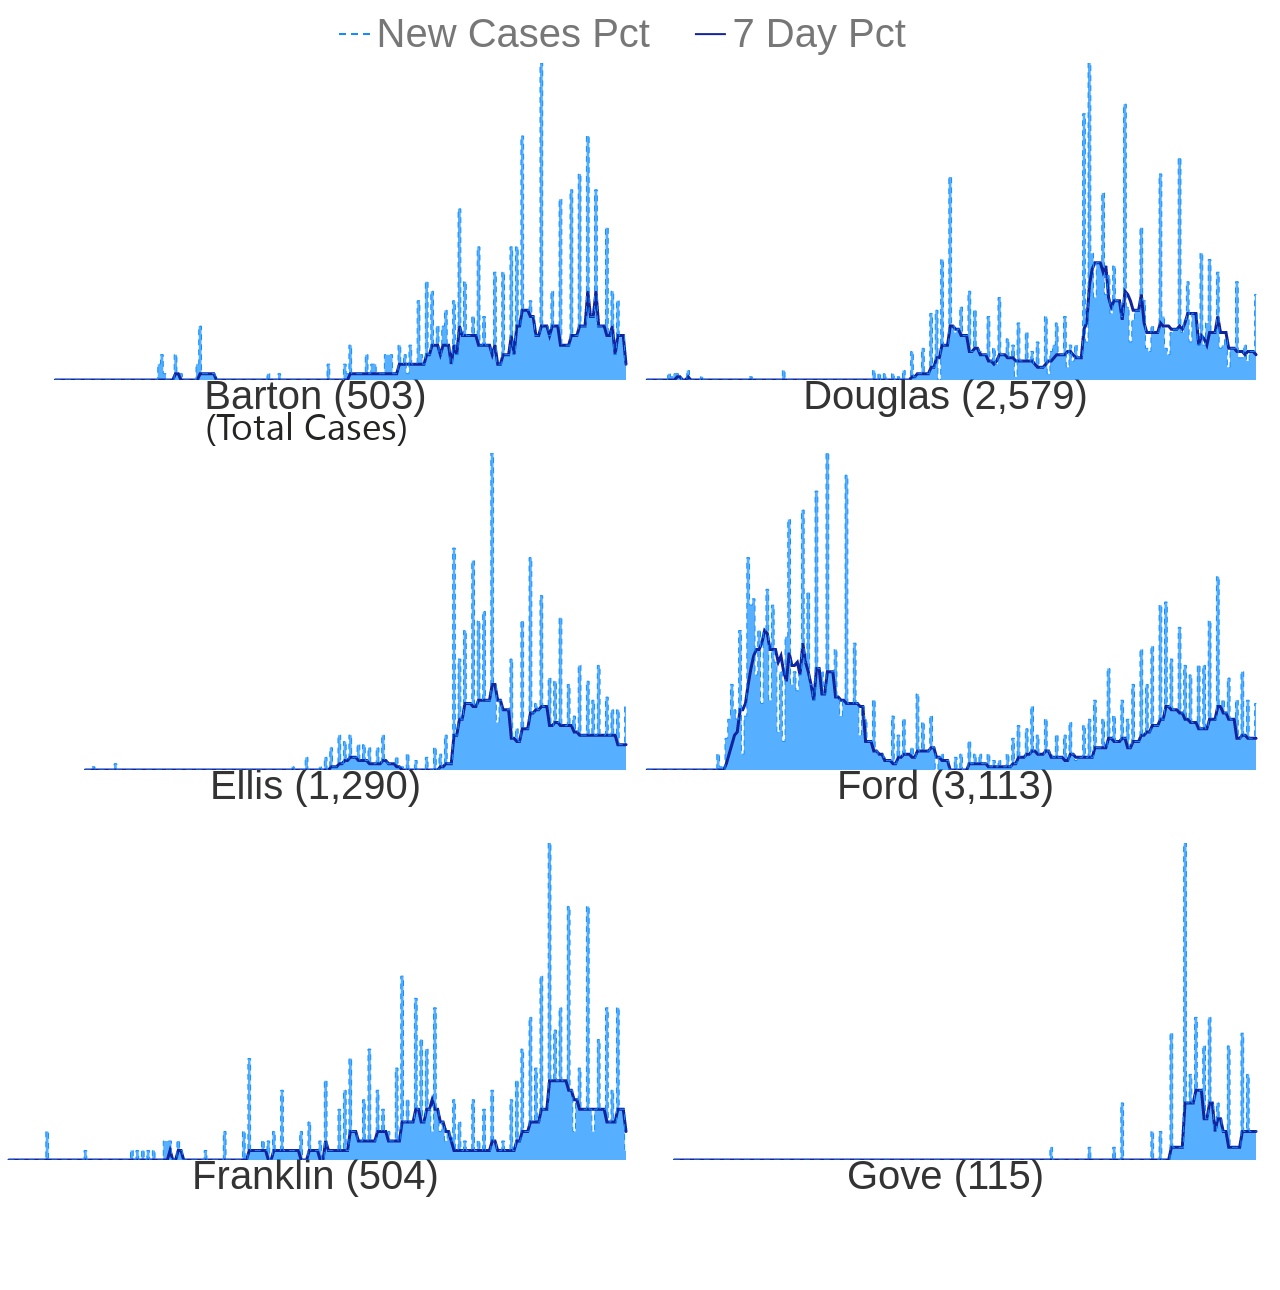 New Cases Pct 7 Day Pct
Barton (503)
(Total Cases)
Douglas (2,579)
Ellis (1,290)
Ford (3,113)
Franklin (504)
Gove (115)